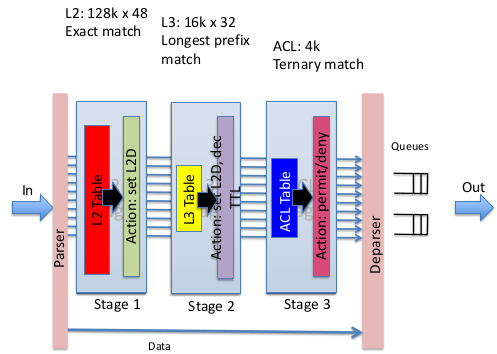 L2: 128k x 48
Exact match
L3: 16k x 32
Longest prefix
match
ACL: 4k
Ternary match
In
Parser
L2 Table
Action: set L2D
Stage 1
L3 Table
Action: set L2D, dec
TTL
Stage 2
ACL Table
Action: permit/deny
Stage 3
Deparser
Queues
Out
Data